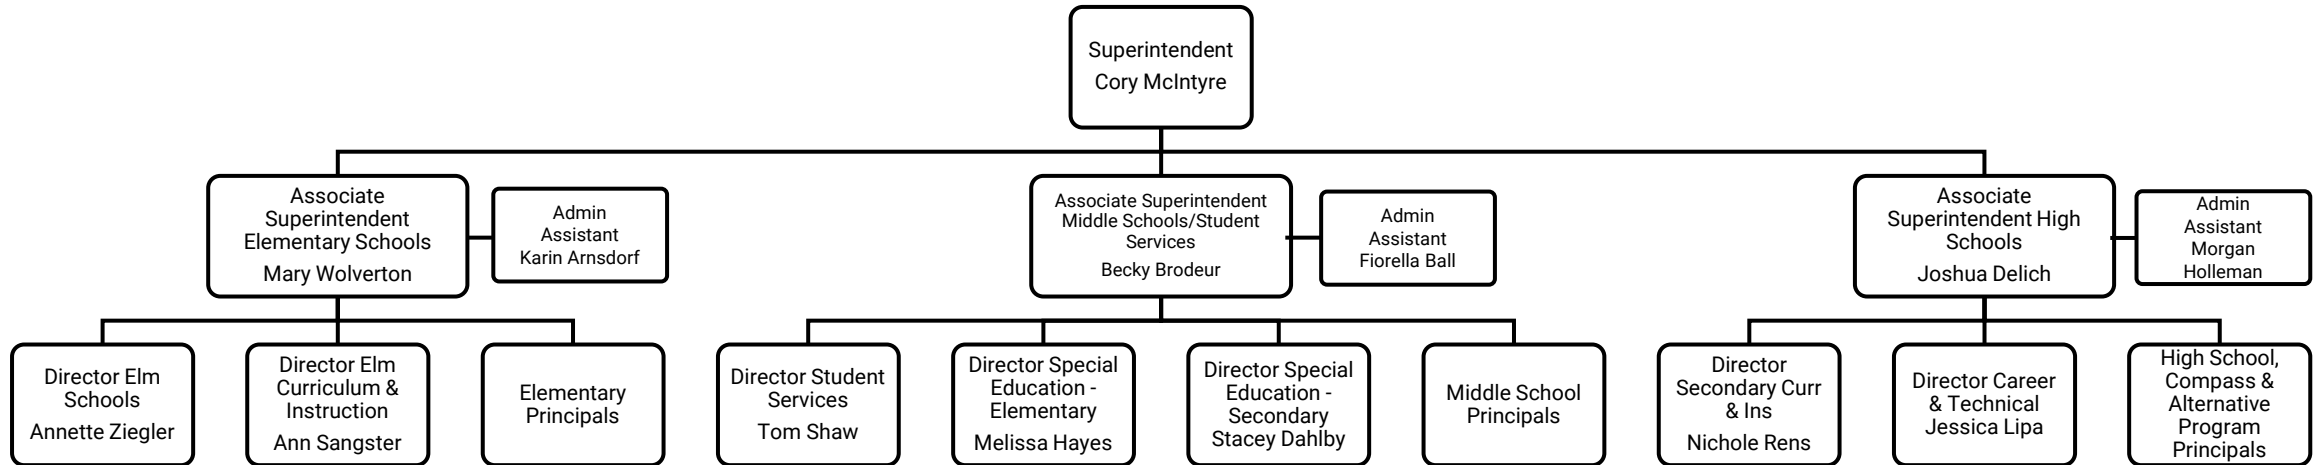 Superintendent
Cory McIntyre
Associate
Superintendent
Elementary Schools
Mary Wolverton
Admin
Assistant
Karin Arnsdorf
Associate Superintendent
Middle Schools/Student
Services
Becky Brodeur
Admin
Assistant
Fiorella Ball
Associate
Superintendent High
Schools
Joshua Delich
Admin
Assistant
Morgan
Holleman
Director Elm
Schools
Annette Ziegler
Director Elm
Curriculum &
Instruction
Ann Sangster
Elementary
Principals
Director Student
Services
Tom Shaw
Director Special
Education -
Elementary
Melissa Hayes
Director Special
Education -
Secondary
Stacey Dahlby
Middle School
Principals
Director
Secondary Curr
& Ins
Nichole Rens
Director Career
& Technical
Jessica Lipa
High School,
Compass &
Alternative
Program
Principals